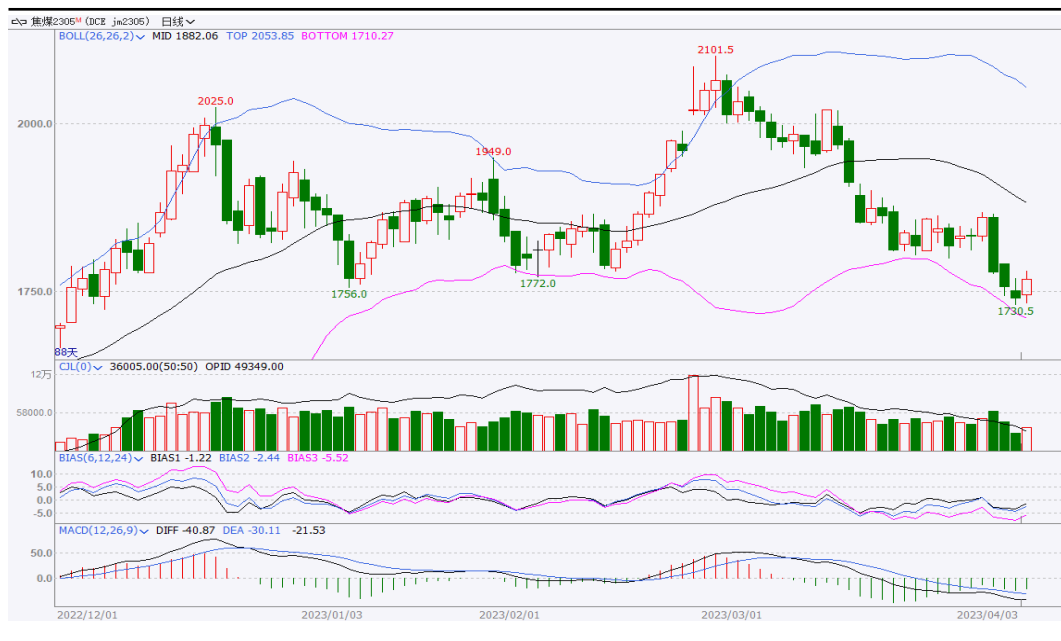 焦煤2305M (DCE jm2305) 日线
BOLL(26,26,2) MID 1882.06 TOP 2053.85 BOTTOM 1710.27
2101.5
2025.0
2000.0
1949.0
1772.0
1756.0
1750.0
1730.5
88天
CJL(0) 36005.00(50:50) OPID 49349.00
12万
58000.0
BIAS(6,12,24) BIAS1 -1.22 BIAS2 -2.44 BIAS3 -5.52
10.0
5.0
0.0
-5.0
MACD(12,26,9) DIFF -40.87 DEA -30.11 -21.53
50.0
0.0
2022/12/01 2023/01/03 2023/02/01 2023/03/01 2023/04/03